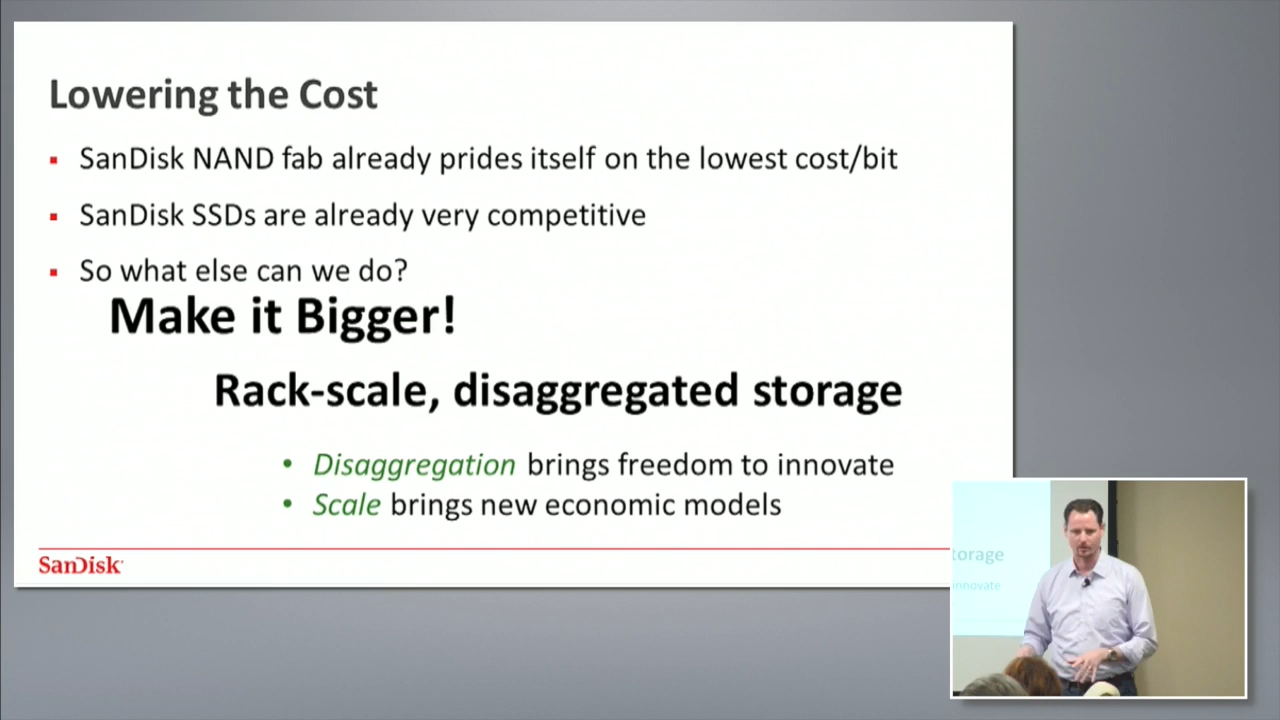 Lowering the Cost
▪ SanDisk NAND fab already prides itself on the lowest cost/bit
▪ SanDisk SSDs are already very competitive
▪ So what else can we do?
Make it Bigger!
Rack-scale, disaggregated storage
• Disaggregation brings freedom to innovate
• Scale brings new economic models
SanDisk
torage
innovate